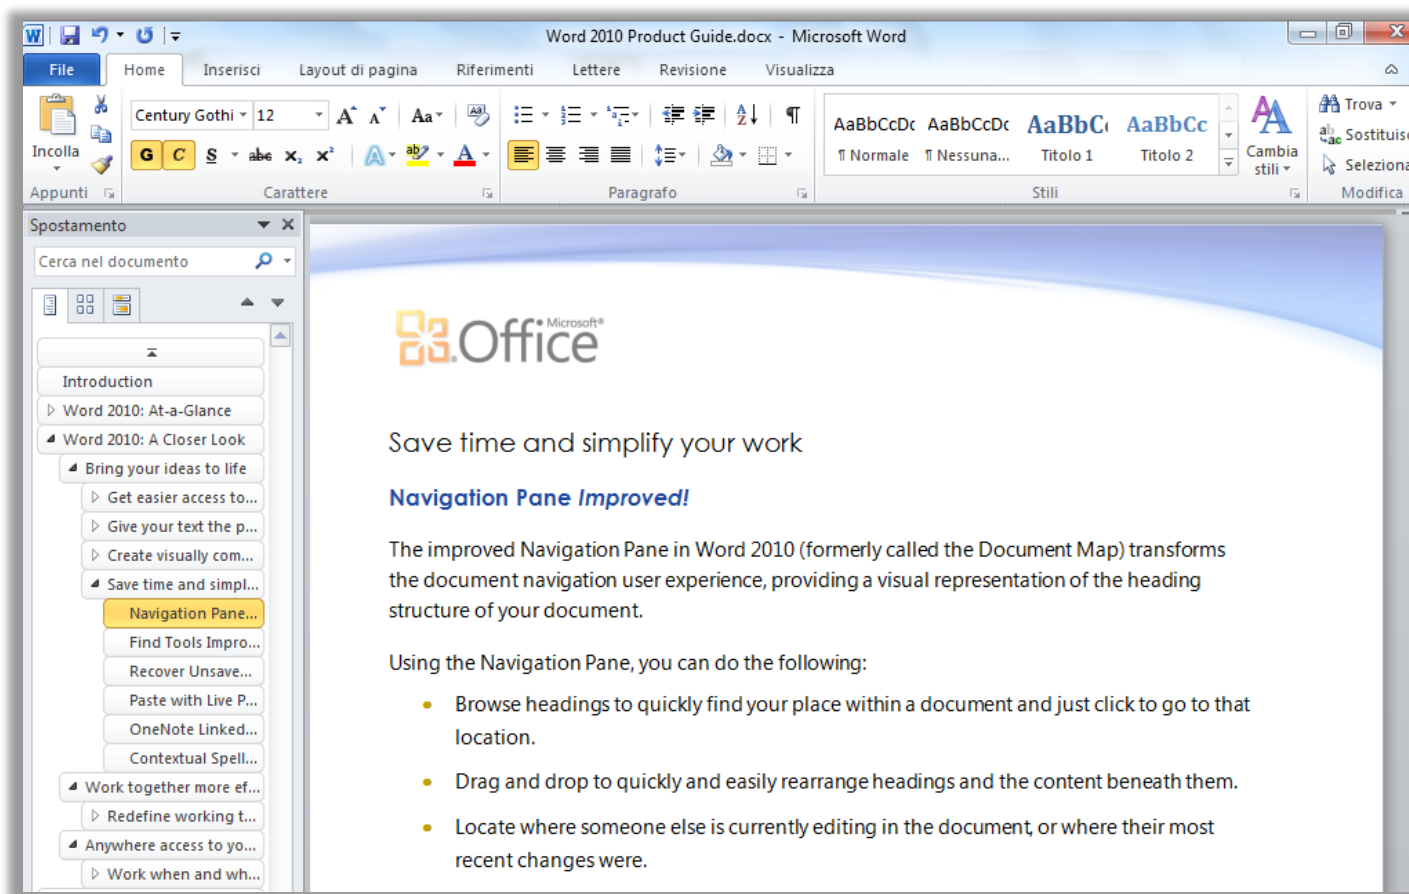 Word 2010 Product Guide.docx - Microsoft Word
File Home Inserisci Layout di pagina Riferimenti Lettere Revisione Visualizza
Incolla
Appunti
Century Gothi 12
Aa
G C S abc x₂ x²
Carattere
Paragrafo
AaBbCcDc AaBbCcDc AaBbC AaBbCc
¶ Normale ¶ Nessuna... Titolo 1 Titolo 2
Cambia
stili
Stili
Trova
Sostituisc
Seleziona
Modifica
Spostamento
Cerca nel documento
Introduction
Word 2010: At-a-Glance
Word 2010: A Closer Look
Bring your ideas to life
Get easier access to...
Give your text the p...
Create visually com...
Save time and simpl...
Navigation Pane...
Find Tools Impro...
Recover Unsave...
Paste with Live P...
OneNote Linked...
Contextual Spell...
Work together more ef...
Redefine working t...
Anywhere access to yo...
Work when and wh...
Microsoft®
Office
Save time and simplify your work
Navigation Pane Improved!
The improved Navigation Pane in Word 2010 (formerly called the Document Map) transforms
the document navigation user experience, providing a visual representation of the heading
structure of your document.
Using the Navigation Pane, you can do the following:
• Browse headings to quickly find your place within a document and just click to go to that
location.
• Drag and drop to quickly and easily rearrange headings and the content beneath them.
• Locate where someone else is currently editing in the document, or where their most
recent changes were.